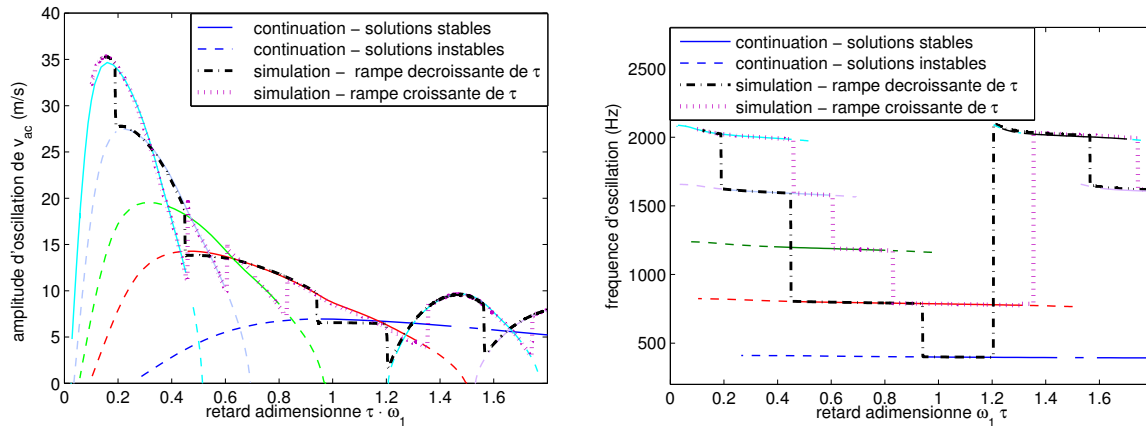 40
35
30
25
20
15
10
5
0
amplitude d'oscillation de v_ac (m/s)
continuation − solutions stables
continuation − solutions instables
simulation − rampe decroissante de τ
simulation − rampe croissante de τ
0 0.2 0.4 0.6 0.8 1 1.2 1.4 1.6
retard adimensionne τ · ω_1
2500
2000
1500
1000
400
frequence d'oscillation (Hz)
continuation − solutions stables
continuation − solutions instables
simulation − rampe decroissante de τ
simulation − rampe croissante de τ
0 0.2 0.4 0.6 0.8 1 1.2 1.4 1.6
retard adimensionne ω_1 τ